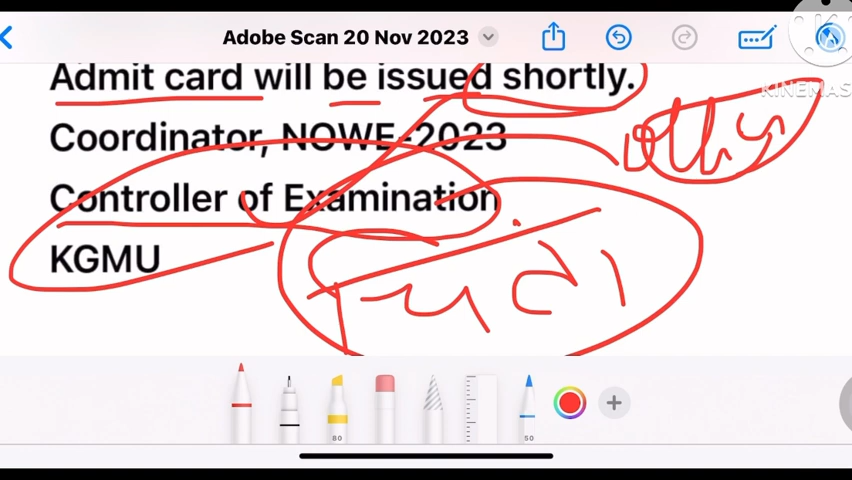 Adobe Scan 20 Nov 2023
KINEMAS
Admit card will be issued shortly.
Coordinator, NOWE-2023
Controller of Examination
KGMU
80
50